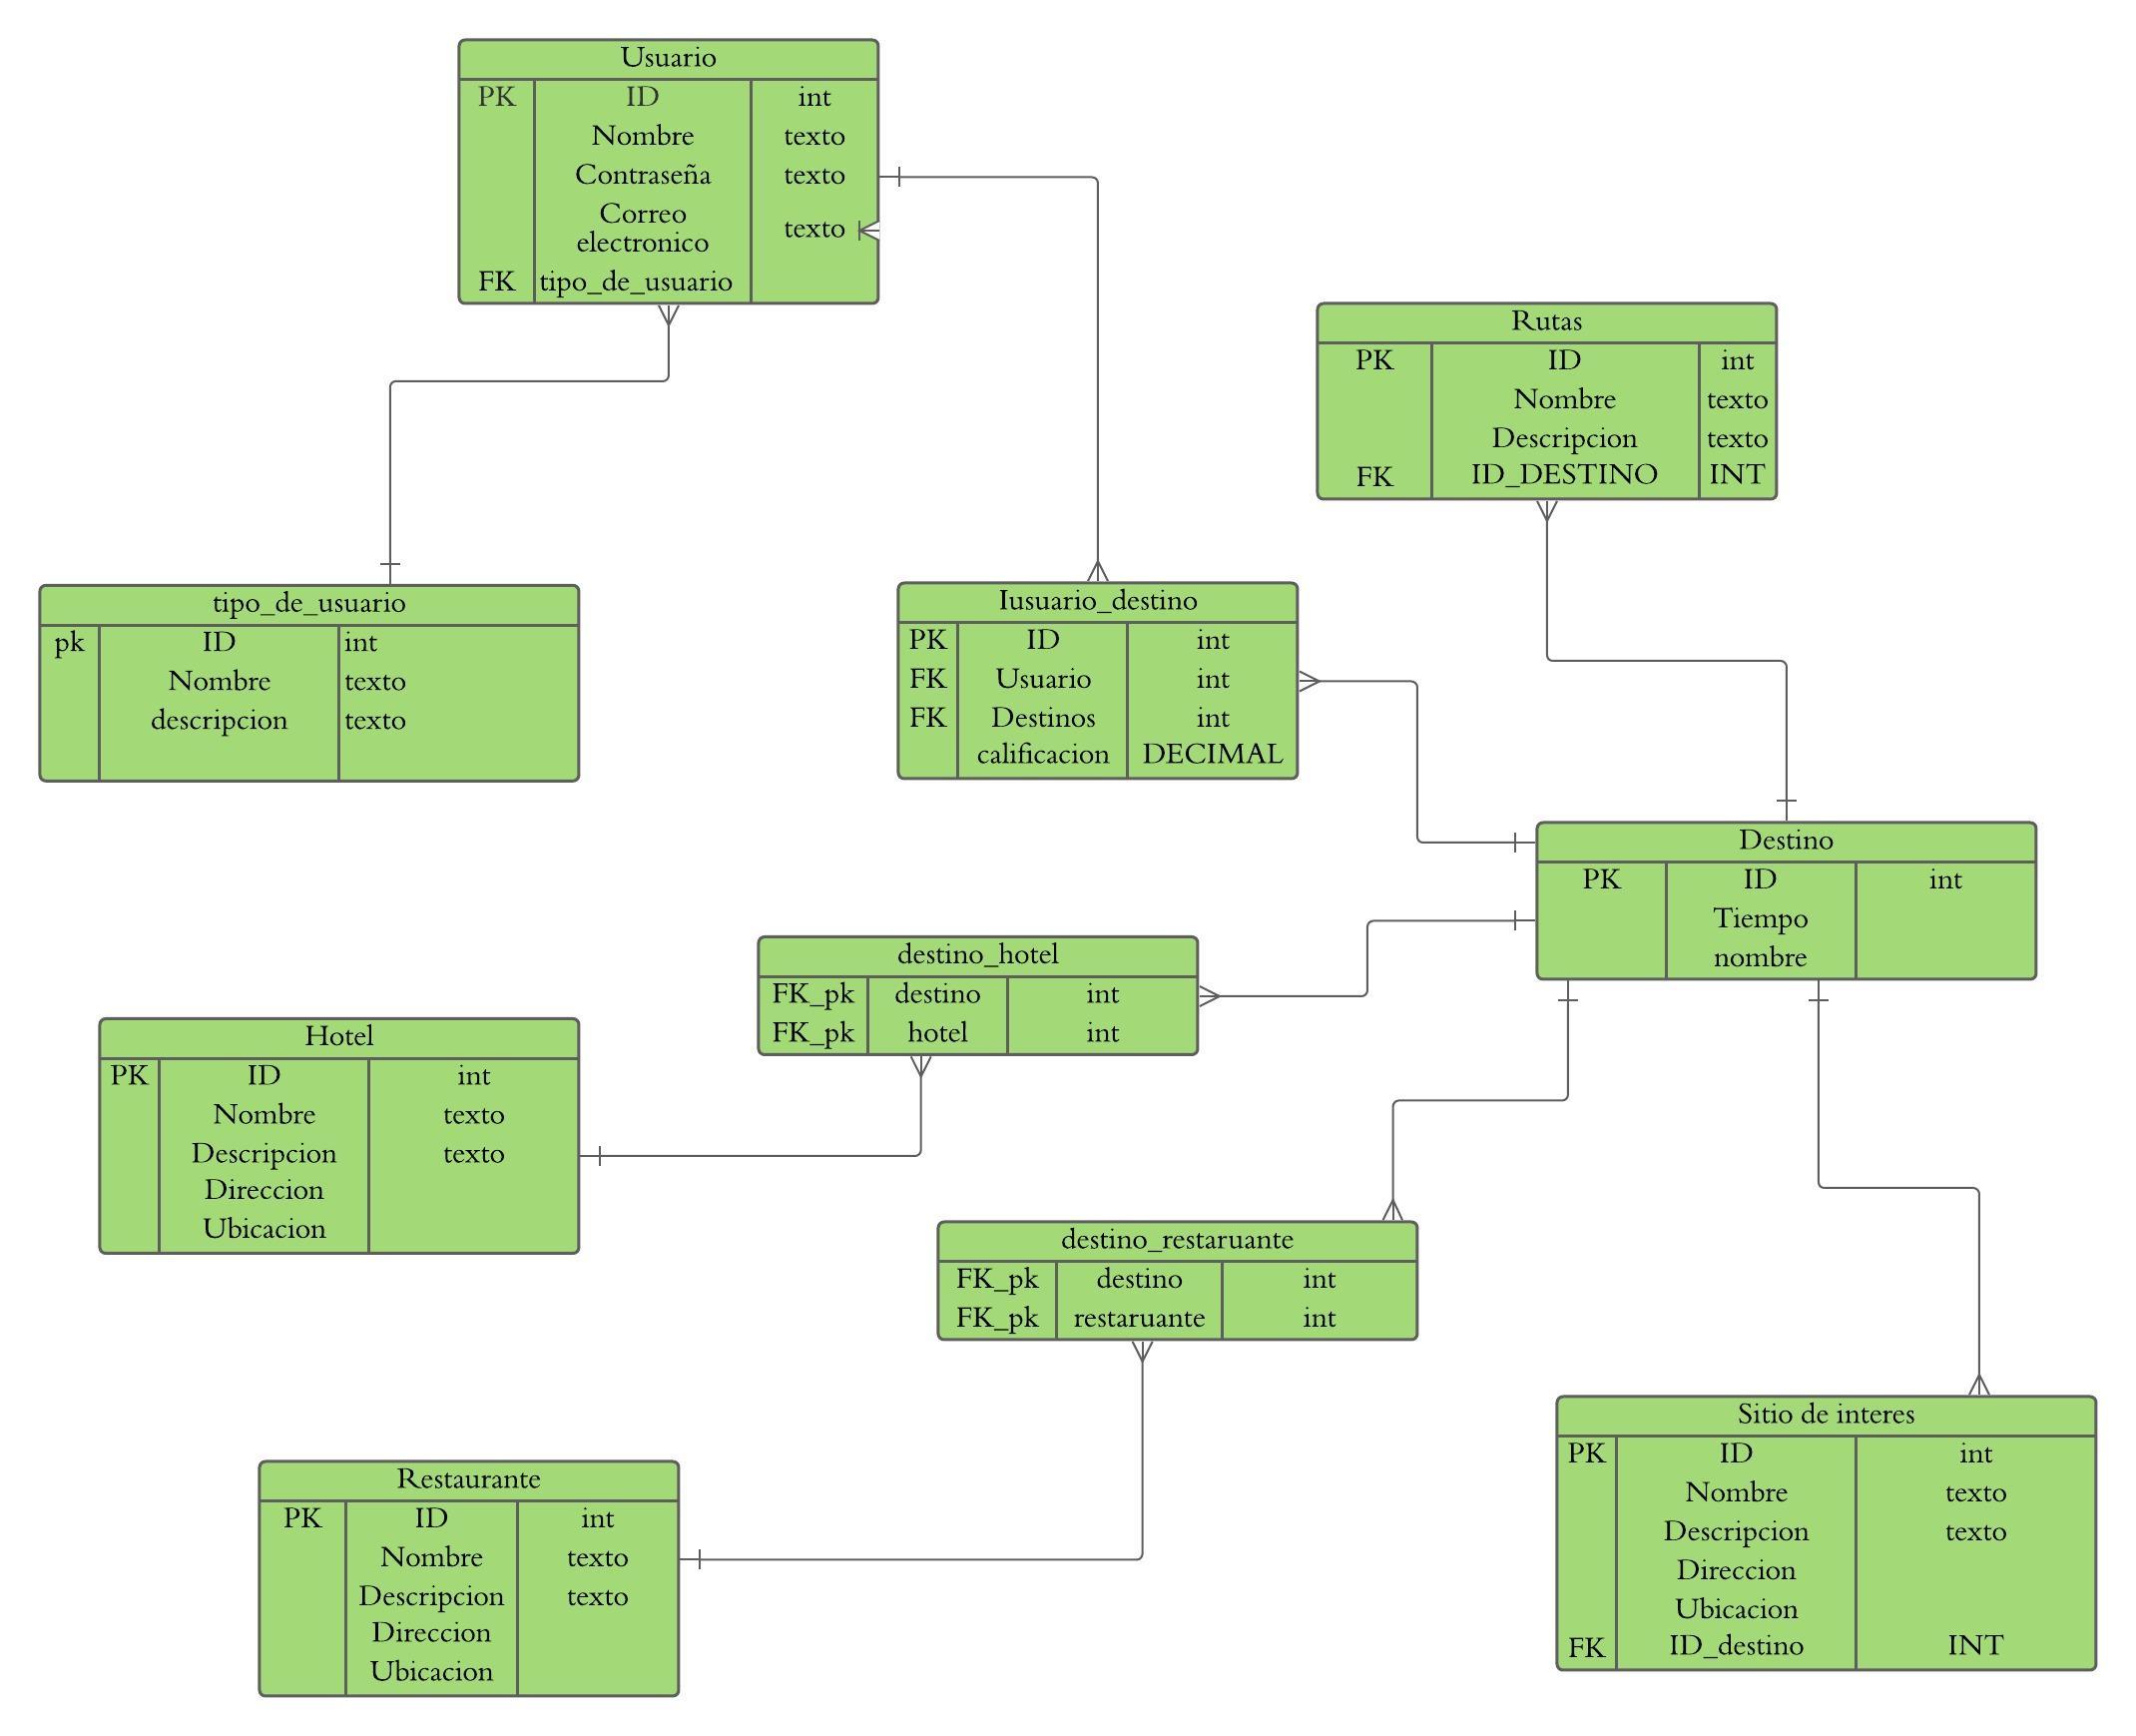 Usuario
PK ID int
Nombre texto
Contraseña texto
Correo
electronico texto
FK tipo_de_usuario
Rutas
PK ID int
Nombre texto
Descripcion texto
FK ID_DESTINO INT
tipo_de_usuario
pk ID int
Nombre texto
descripcion texto
Iusuario_destino
PK ID int
FK Usuario int
FK Destinos int
calificacion DECIMAL
Destino
PK ID int
Tiempo
nombre
destino_hotel
FK_pk destino int
FK_pk hotel int
Hotel
PK ID int
Nombre texto
Descripcion texto
Direccion
Ubicacion
destino_restaruante
FK_pk destino int
FK_pk restaruante int
Sitio de interes
PK ID int
Nombre texto
Descripcion texto
Direccion
Ubicacion
FK ID_destino INT
Restaurante
PK ID int
Nombre texto
Descripcion texto
Direccion
Ubicacion